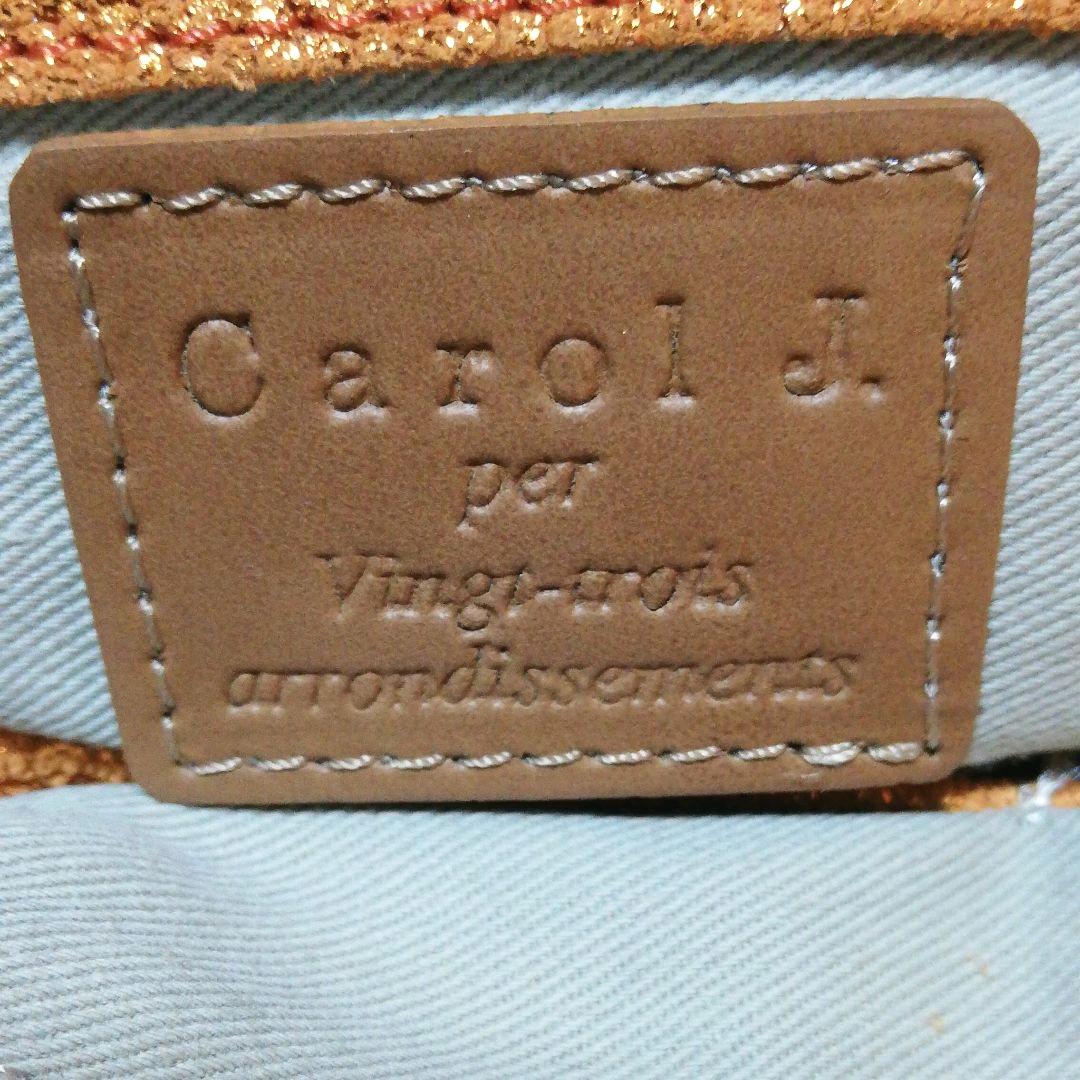 Carol J.
per
Vingt-trois
arrondissements